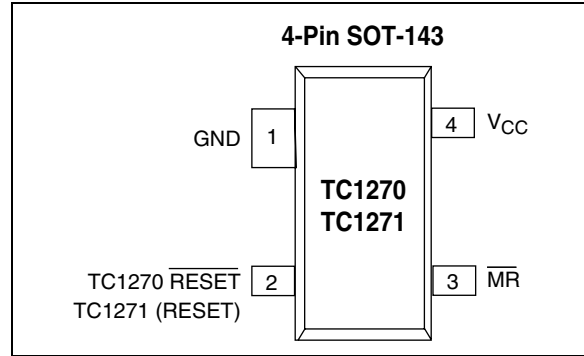 4-Pin SOT-143
GND 1
4 VCC
TC1270
TC1271
TC1270 RESET 2
TC1271 (RESET)
3 MR